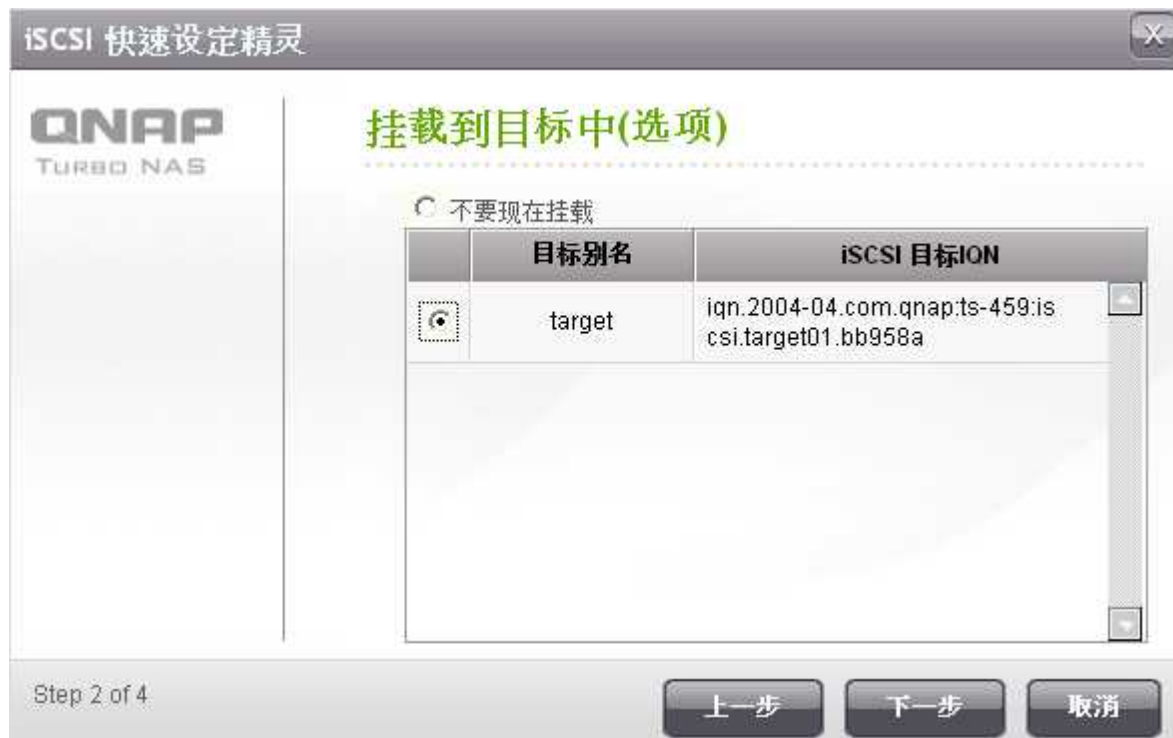 iSCSI 快速设定精灵
QNAP
TURBO NAS
挂载到目标中(选项)
不要现在挂载
目标别名 iSCSI 目标IQN
target iqn.2004-04.com.qnap:ts-459:is
csi.target01.bb958a
Step 2 of 4
上一步 下一步 取消